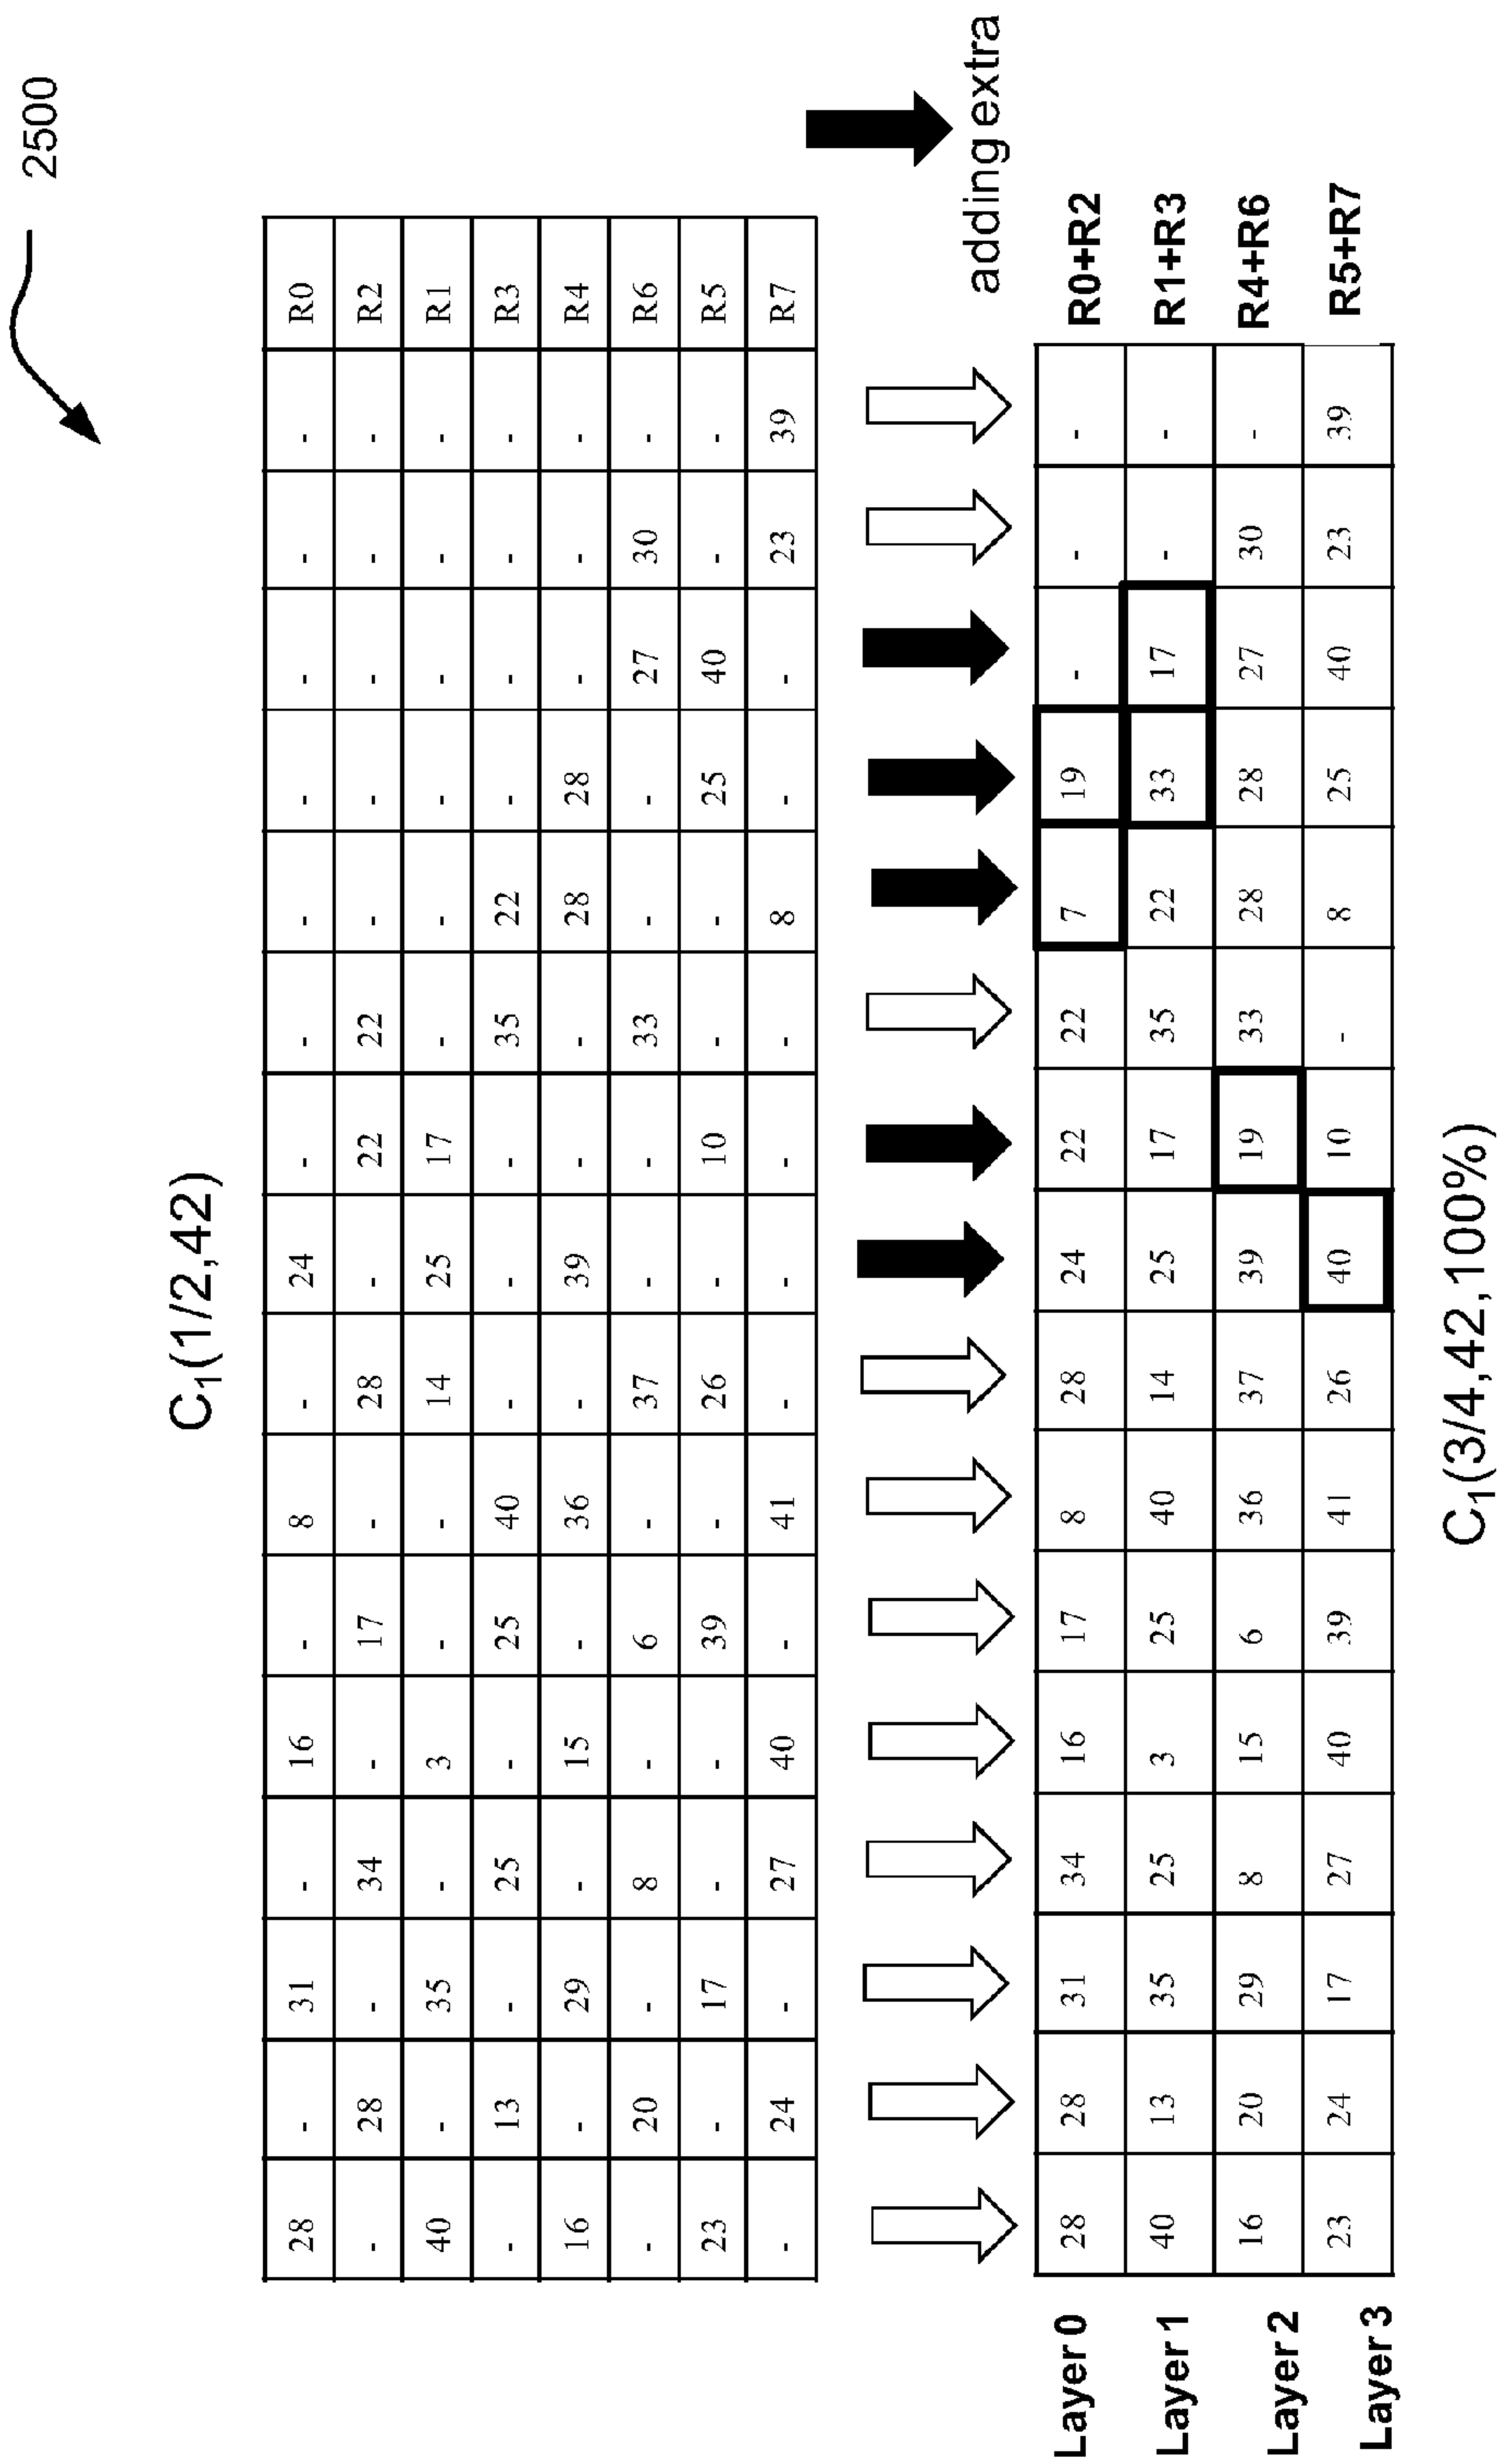 2500
C₁(1/2,42)
28 - 31 - 16 - 8 - 24 - - - - - - - R0
- 28 - 34 - 17 - 28 - 22 22 - - - - - R2
40 - 35 - 3 - - 14 25 17 - - - - - - R1
- 13 - 25 - 25 40 - - - 35 22 - - - - R3
16 - 29 - 15 - 36 - 39 - - 28 28 - - - R4
- 20 - 8 - 6 - 37 - - 33 - - 27 30 - R6
23 - 17 - - 39 - 26 - 10 - - 25 40 - - R5
- 24 - 27 40 - 41 - - - - 8 - - 23 39 R7
adding extra
Layer 0 28 28 31 34 16 17 8 28 24 22 22 7 19 - - - R0+R2
Layer 1 40 13 35 25 3 25 40 14 25 17 35 22 33 17 - - R1+R3
Layer 2 16 20 29 8 15 6 36 37 39 19 33 28 28 27 30 - R4+R6
Layer 3 23 24 17 27 40 39 41 26 40 10 - 8 25 40 23 39 R5+R7
C₁(3/4,42,100%)